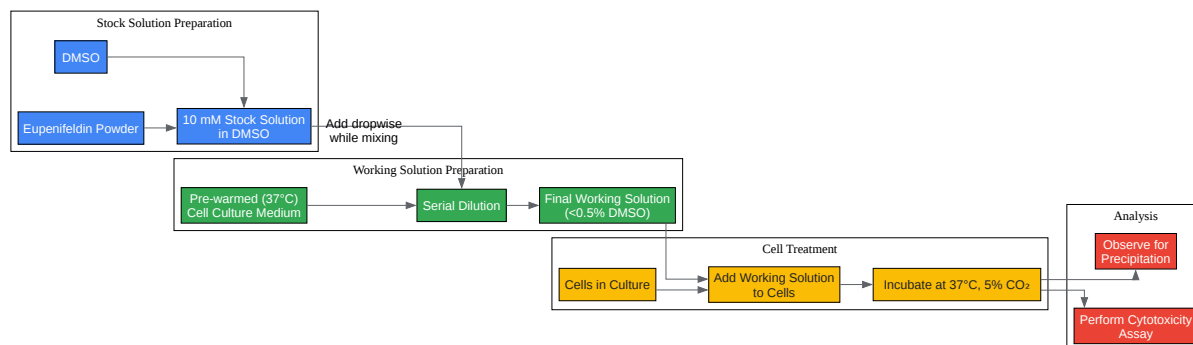 Stock Solution Preparation
DMSO
Eupenifeldin Powder
10 mM Stock Solution
in DMSO
Add dropwise
while mixing
Working Solution Preparation
Pre-warmed (37°C)
Cell Culture Medium
Serial Dilution
Final Working Solution
(<0.5% DMSO)
Cell Treatment
Cells in Culture
Add Working Solution
to Cells
Incubate at 37°C, 5% CO₂
Analysis
Observe for
Precipitation
Perform Cytotoxicity
Assay